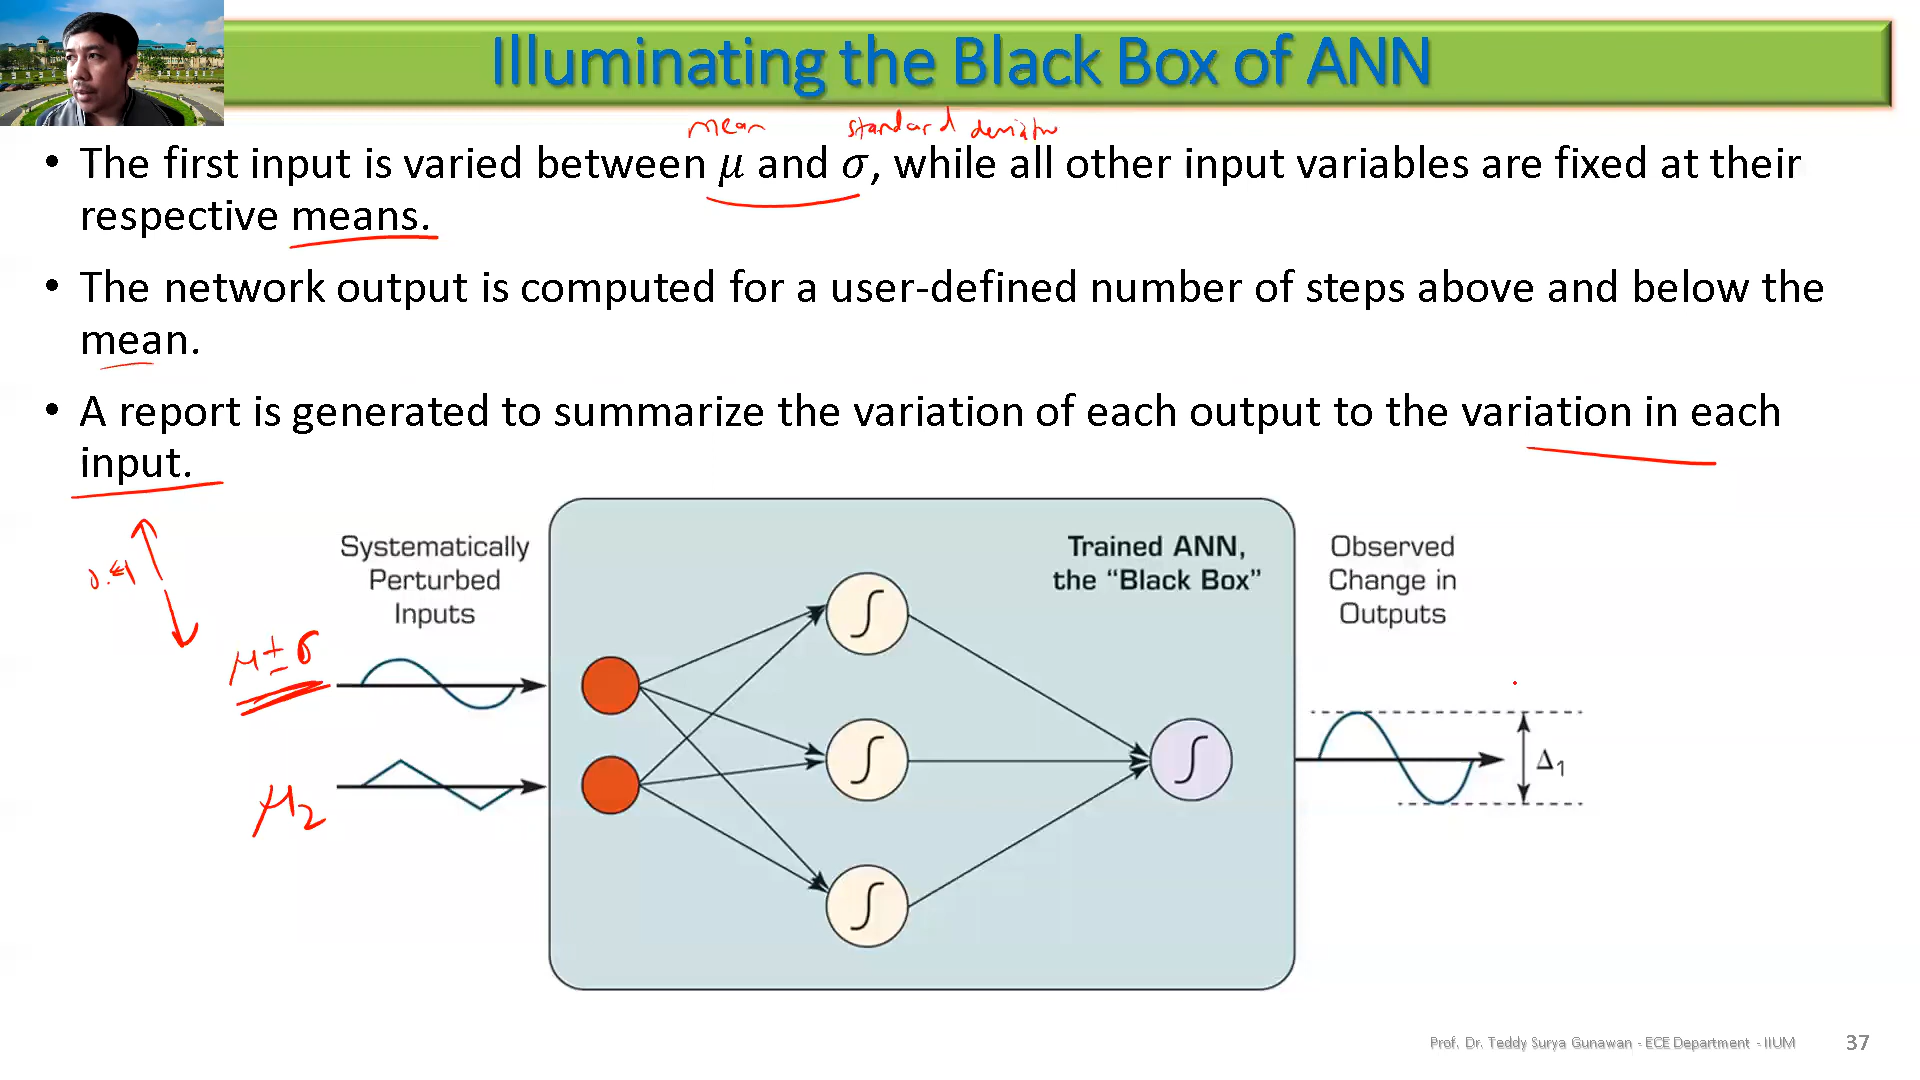 Illuminating the Black Box of ANN
mean standard
• The first input is varied between μ and σ, while all other input variables are fixed at their
respective means.
• The network output is computed for a user-defined number of steps above and below the
mean.
• A report is generated to summarize the variation of each output to the variation in each
input.
Systematically
Perturbed
Inputs
Trained ANN,
the “Black Box”
Observed
Change in
Outputs
μ ± σ
μ2
∫
∫
∫
∫
Δ1
Prof. Dr. Teddy Surya Gunawan - ECE Department - IIUM 37